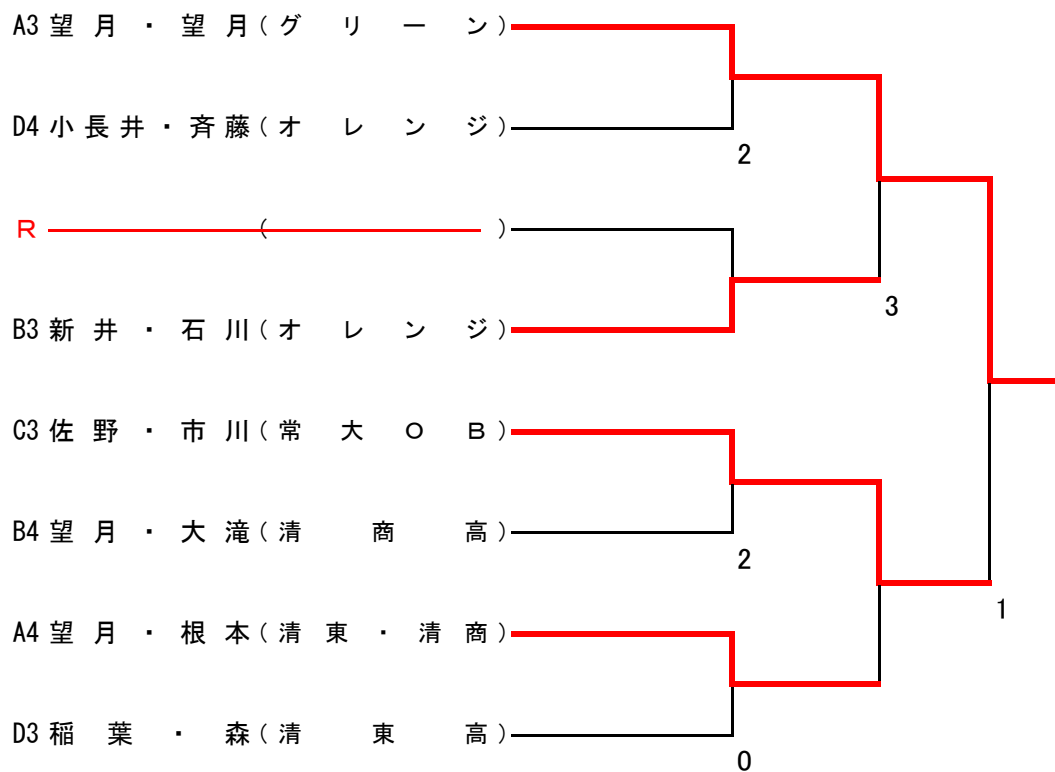 A3 望月・望月(グリーン)
D4 小長井・斉藤(オレンジ)
2
R ( )
3
B3 新井・石川(オレンジ)
C3 佐野・市川(常大OB)
B4 望月・大滝(清商高)
2
1
A4 望月・根本(清東・清商)
D3 稲葉・森(清東高)
0